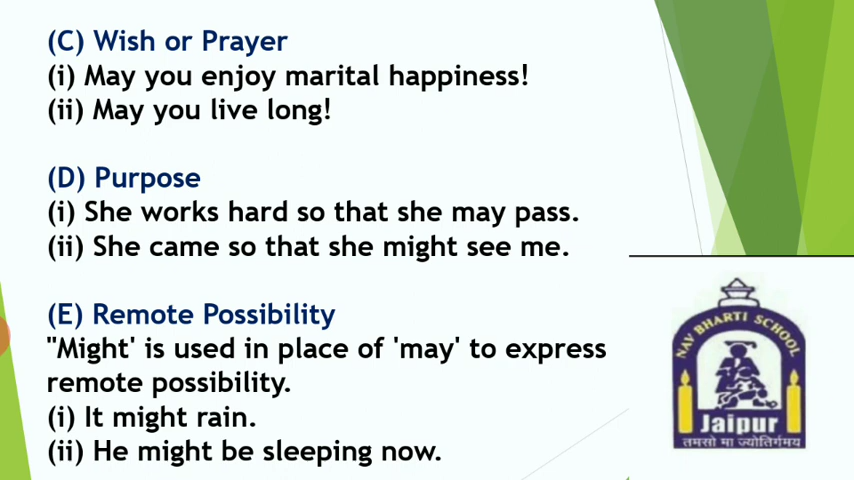 (C) Wish or Prayer
(i) May you enjoy marital happiness!
(ii) May you live long!
(D) Purpose
(i) She works hard so that she may pass.
(ii) She came so that she might see me.
(E) Remote Possibility
"Might' is used in place of 'may' to express
remote possibility.
(i) It might rain.
(ii) He might be sleeping now.
NAV BHARTI SCHOOL
Jaipur
तमसो मा ज्योतिर्गमय